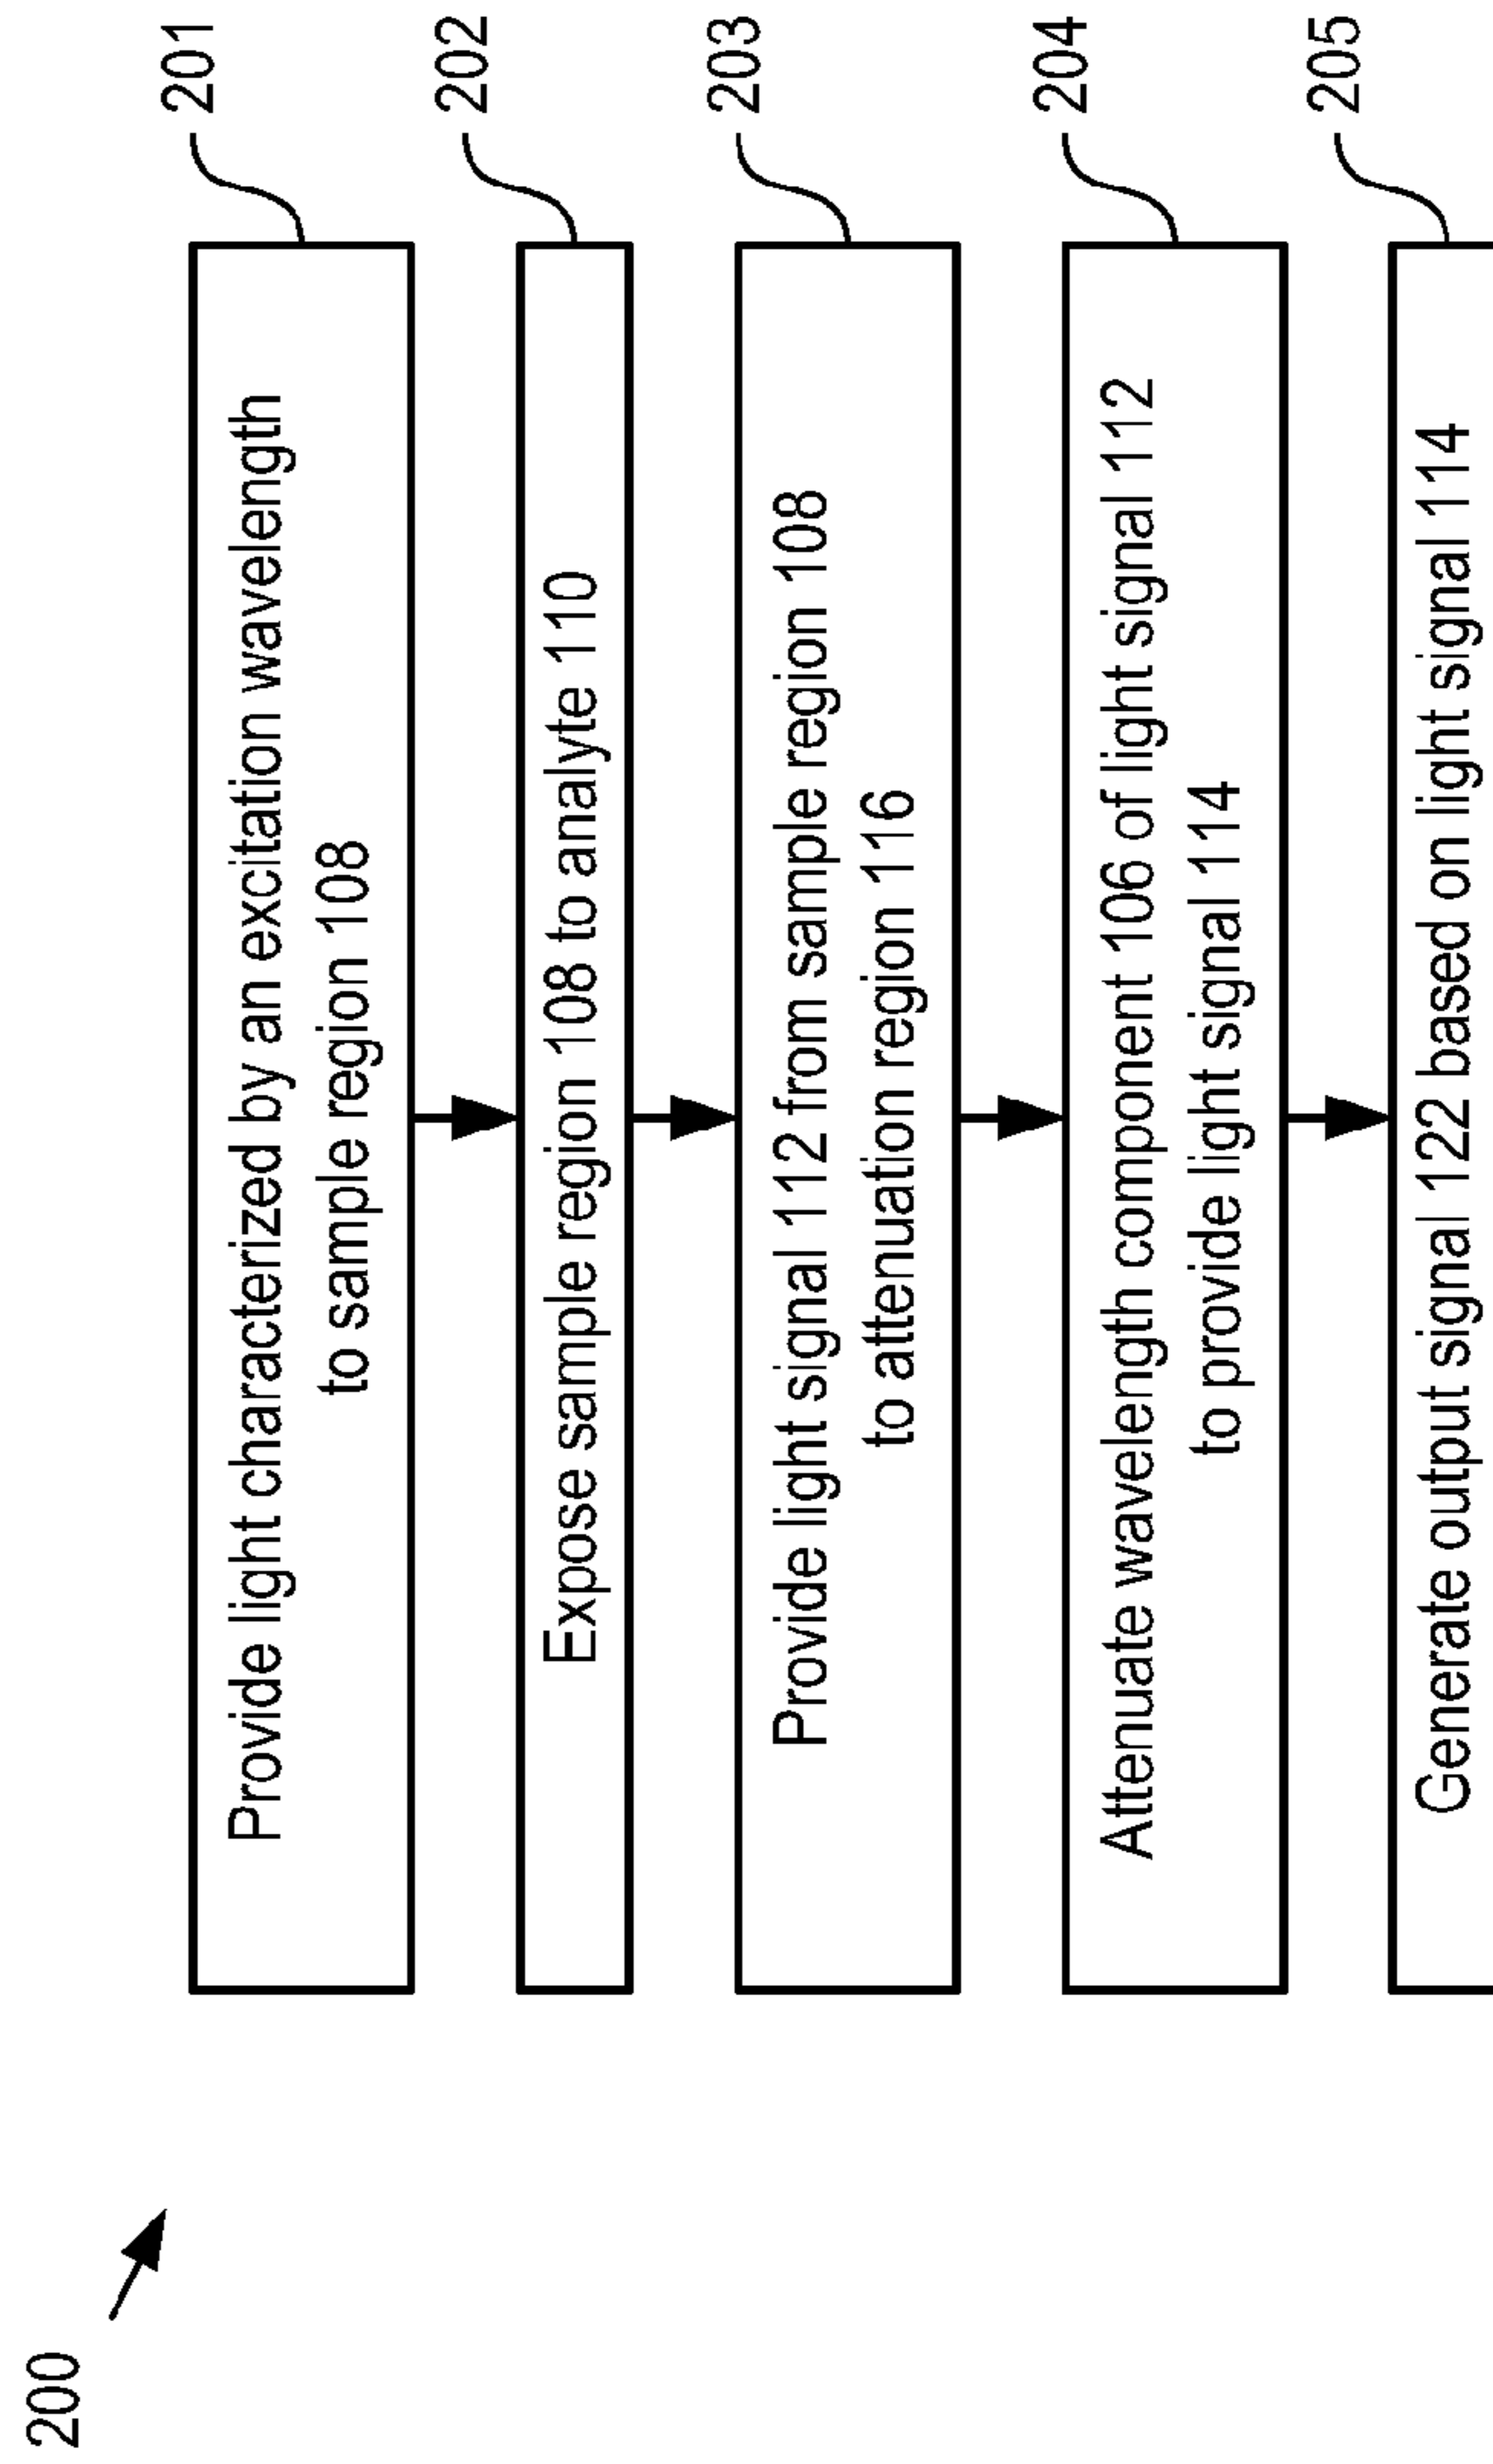 200
201
Provide light characterized by an excitation wavelength
to sample region 108
202
Expose sample region 108 to analyte 110
203
Provide light signal 112 from sample region 108
to attenuation region 116
204
Attenuate wavelength component 106 of light signal 112
to provide light signal 114
205
Generate output signal 122 based on light signal 114